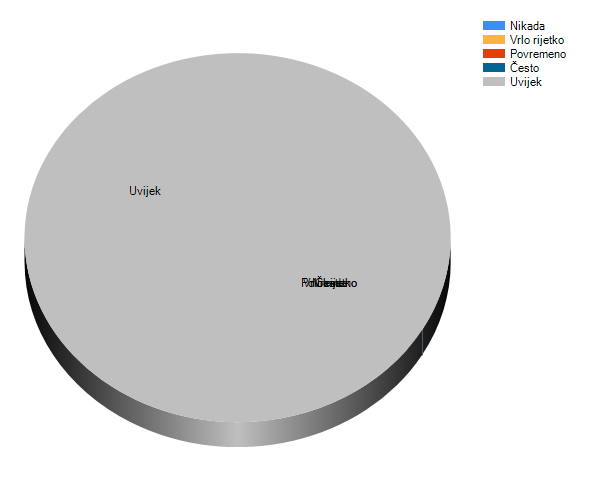 Nikada
Vrlo rijetko
Povremeno
Često
Uvijek
Uvijek